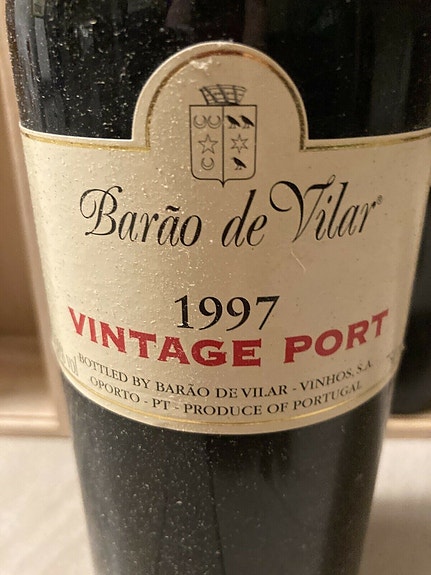 Barão de Vilar®
1997
VINTAGE PORT
BOTTLED BY BARÃO DE VILAR - VINHOS, S.A.
OPORTO - PT - PRODUCE OF PORTUGAL